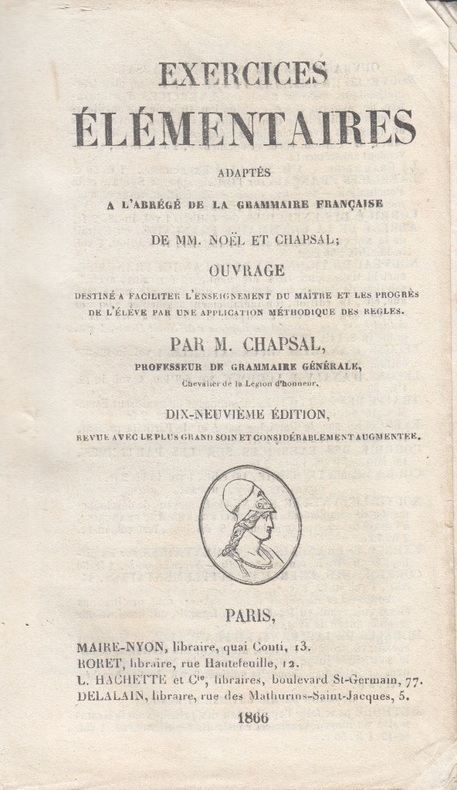 EXERCICES
ÉLÉMENTAIRES
ADAPTÉS
A L'ABRÉGÉ DE LA GRAMMAIRE FRANÇAISE
DE MM. NOËL ET CHAPSAL;
OUVRAGE
DESTINÉ A FACILITER L'ENSEIGNEMENT DU MAÎTRE ET LES PROGRÈS
DE L'ÉLÈVE PAR UNE APPLICATION MÉTHODIQUE DES REGLES.
PAR M. CHAPSAL,
PROFESSEUR DE GRAMMAIRE GÉNÉRALE,
Chevalier de la Légion d'honneur.
DIX-NEUVIÈME ÉDITION,
REVUE AVEC LE PLUS GRAND SOIN ET CONSIDÉRABLEMENT AUGMENTEE.
PARIS,
MAIRE-NYON, libraire, quai Conti, 13.
RORET, libraire, rue Hautefeuille, 12.
L. HACHETTE et Cie, libraires, boulevard St-Germain, 77.
DELALAIN, libraire, rue des Mathurins-Saint-Jacques, 5.
1866